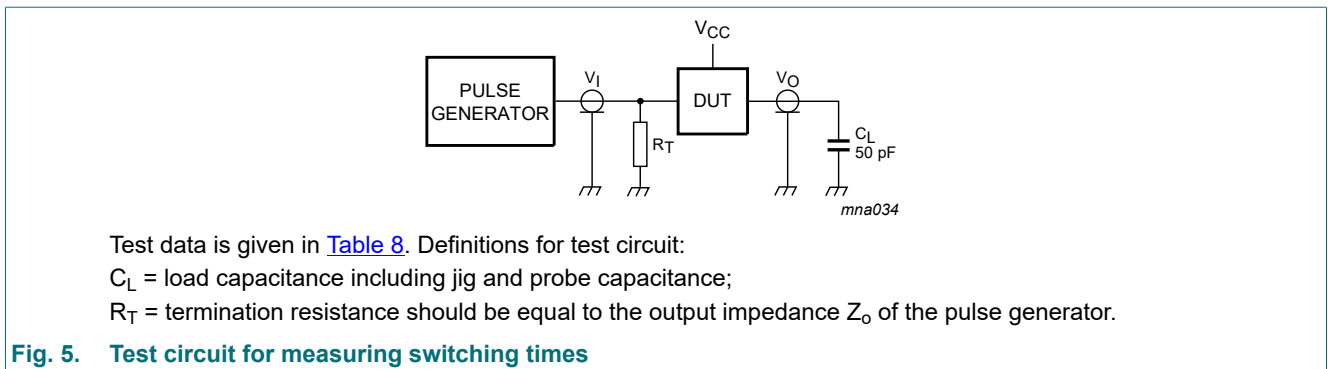 VCC
PULSE
GENERATOR
VI
DUT
VO
RT
CL
50 pF
mna034
Test data is given in Table 8. Definitions for test circuit:
CL = load capacitance including jig and probe capacitance;
RT = termination resistance should be equal to the output impedance Zo of the pulse generator.
Fig. 5. Test circuit for measuring switching times